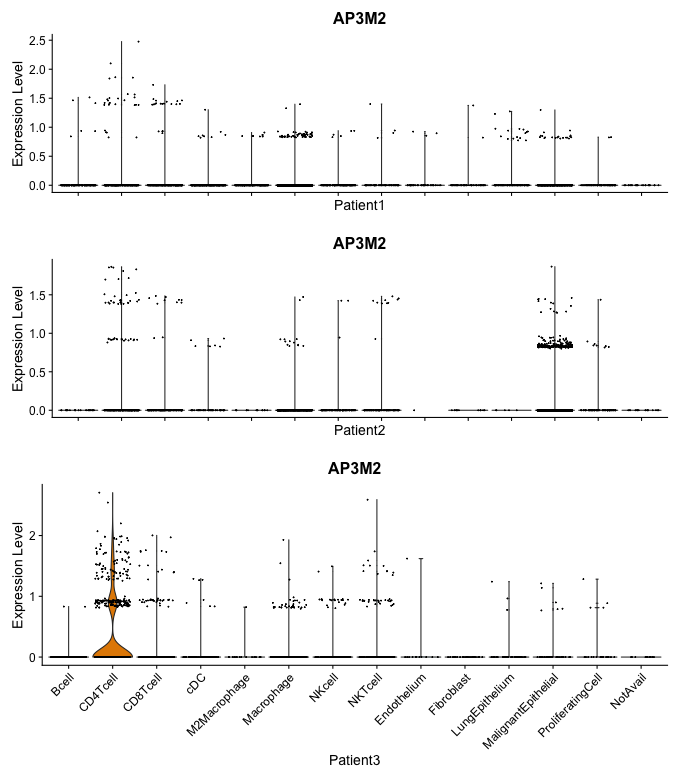 AP3M2
Expression Level
2.5
2.0
1.5
1.0
0.5
0.0
Patient1
AP3M2
Expression Level
1.5
1.0
0.5
0.0
Patient2
AP3M2
Expression Level
2
1
0
Bcell
CD4Tcell
CD8Tcell
cDC
M2Macrophage
Macrophage
NKcell
NKTcell
Endothelium
Fibroblast
LungEpithelium
MalignantEpithelial
ProliferatingCell
NotAvail
Patient3